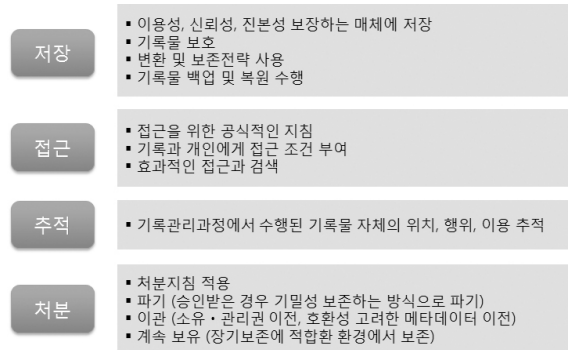 저장
▪ 이용성, 신뢰성, 진본성 보장하는 매체에 저장
▪ 기록물 보호
▪ 변환 및 보존전략 사용
▪ 기록물 백업 및 복원 수행
접근
▪ 접근을 위한 공식적인 지침
▪ 기록과 개인에게 접근 조건 부여
▪ 효과적인 접근과 검색
추적
▪ 기록관리과정에서 수행된 기록물 자체의 위치, 행위, 이용 추적
처분
▪ 처분지침 적용
▪ 파기 (승인받은 경우 기밀성 보존하는 방식으로 파기)
▪ 이관 (소유・관리권 이전, 호환성 고려한 메타데이터 이전)
▪ 계속 보유 (장기보존에 적합환 환경에서 보존)